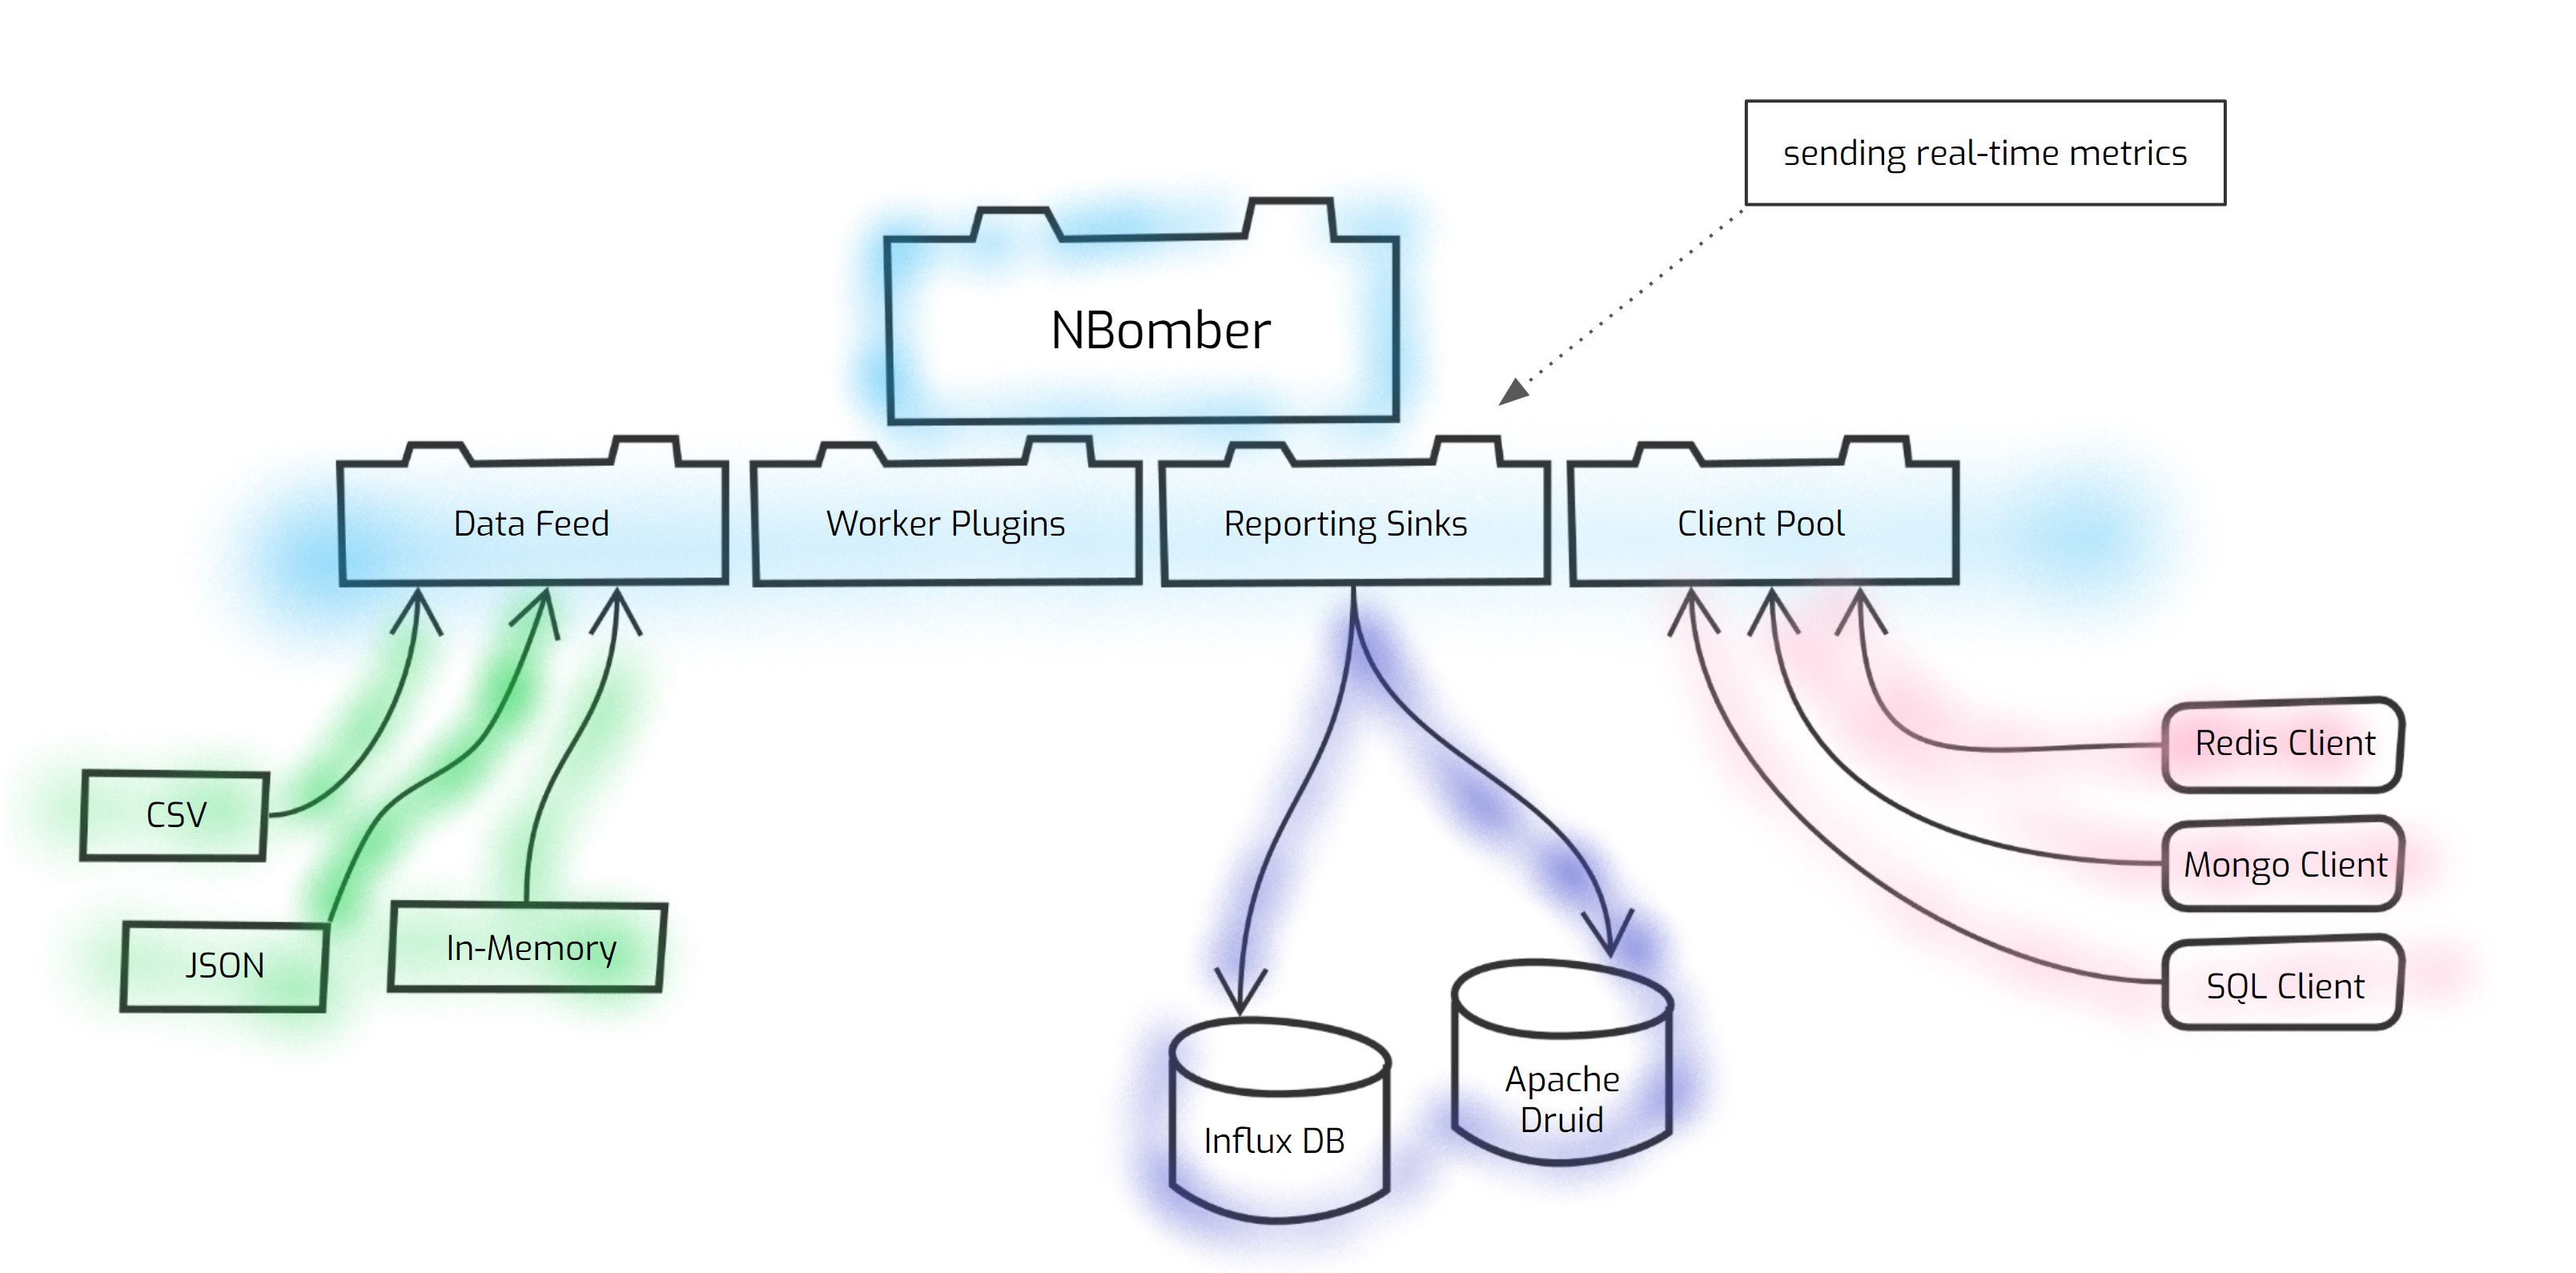 sending real-time metrics
NBomber
Data Feed
Worker Plugins
Reporting Sinks
Client Pool
CSV
JSON
In-Memory
Influx DB
Apache
Druid
Redis Client
Mongo Client
SQL Client